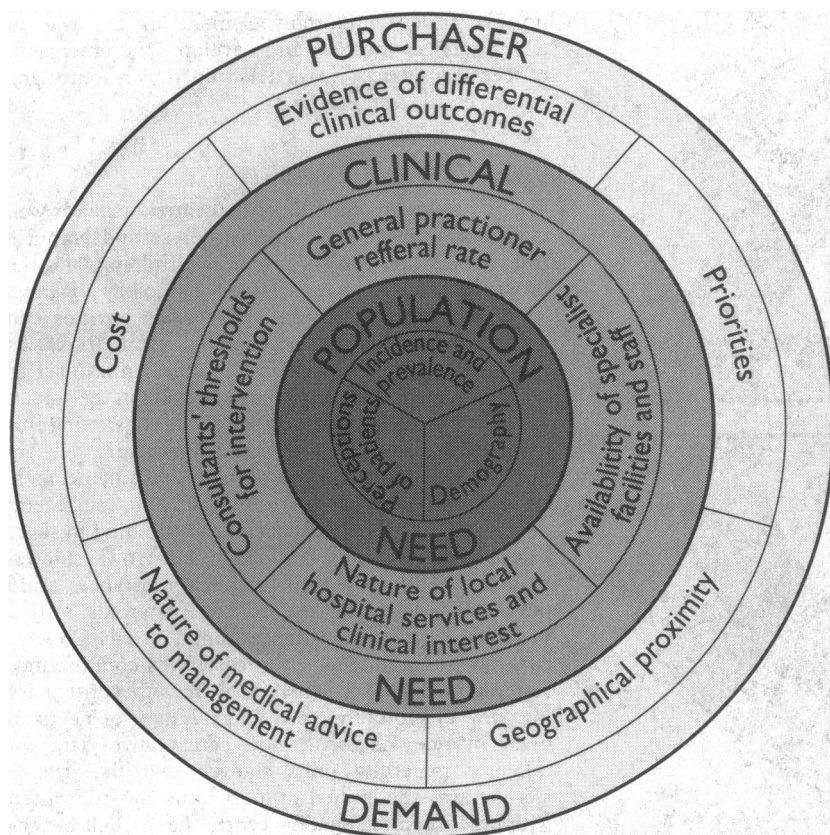 PURCHASER
Evidence of differential
clinical outcomes
CLINICAL
General practitioner
refferal rate
POPULATION
Incidence and
prevalence
Perceptions
of patients
Demography
NEED
Cost
Consultants' thresholds
for intervention
Availablity of specialist
facilities and staff
Priorities
Nature of local
hospital services and
clinical interest
NEED
Nature of medical advice
to management
Geographical proximity
DEMAND